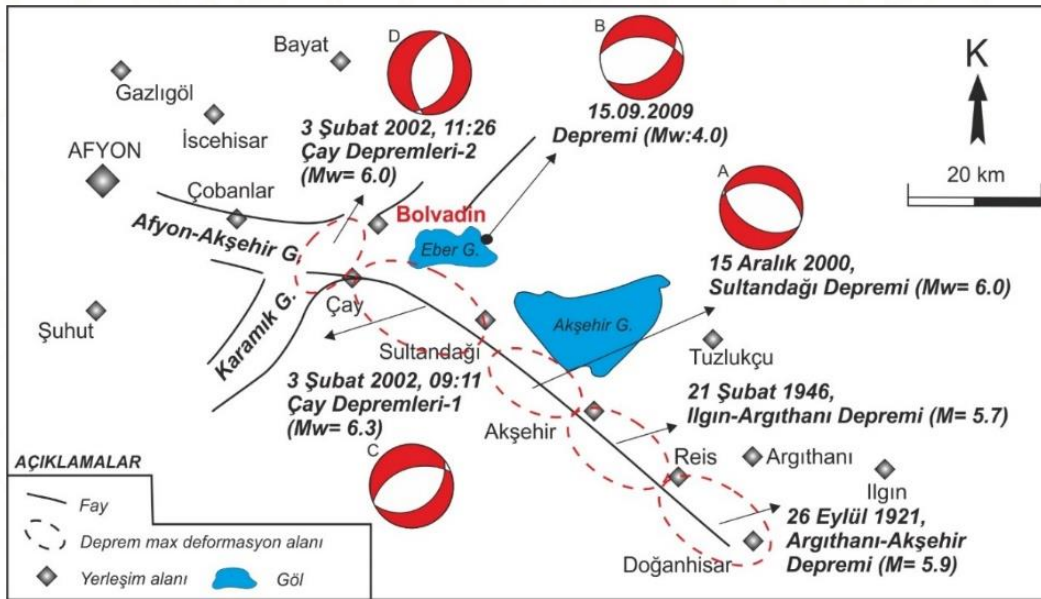 D
B
Bayat
K
Gazlıgöl
İscehisar
15.09.2009
Depremi (Mw:4.0)
3 Şubat 2002, 11:26
Çay Depremleri-2
(Mw= 6.0)
AFYON
20 km
A
Çobanlar
Bolvadin
Afyon-Akşehir G.
Eber G.
15 Aralık 2000,
Sultandağı Depremi (Mw= 6.0)
Çay
Karamık G.
Şuhut
Akşehir G.
Sultandağı
Tuzlukçu
3 Şubat 2002, 09:11
Çay Depremleri-1
(Mw= 6.3)
21 Şubat 1946,
Ilgın-Argıthanı Depremi (M= 5.7)
Akşehir
C
Reis
Argıthanı
Ilgın
26 Eylül 1921,
Argıthanı-Akşehir
Depremi (M= 5.9)
Doğanhisar
AÇIKLAMALAR
Fay
Deprem max deformasyon alanı
Yerleşim alanı
Göl